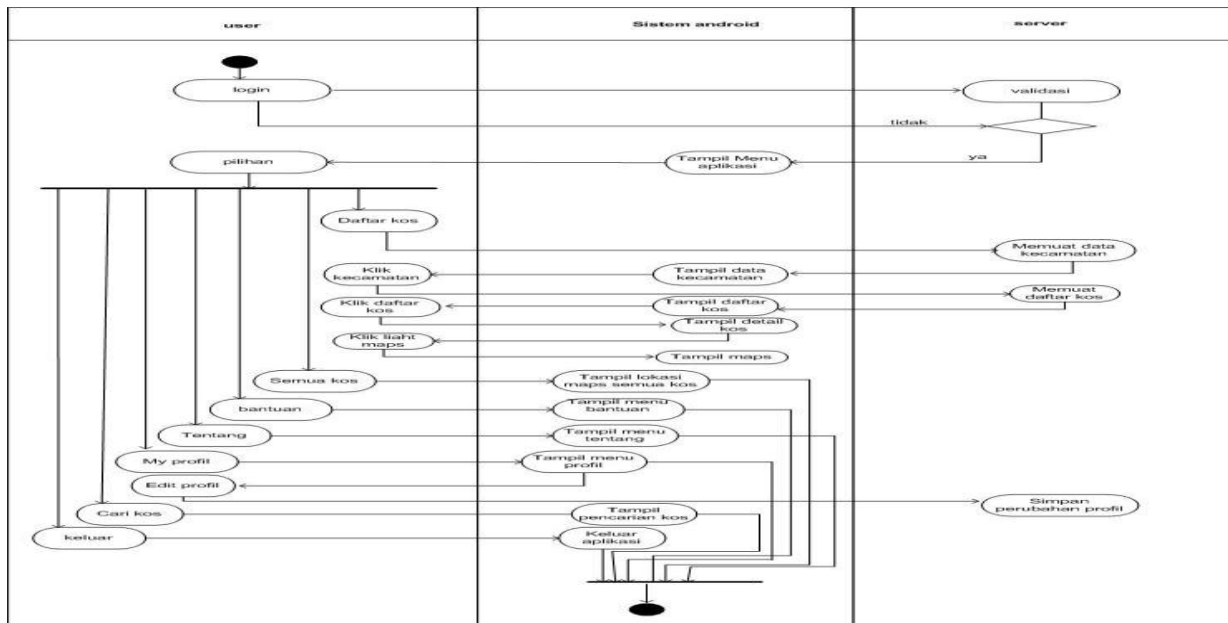 user
Sistem android
server
login
validasi
tidak
pilihan
Tampil Menu
aplikasi
ya
Daftar kos
Memuat data
kecamatan
Klik
kecamatan
Tampil data
kecamatan
Memuat
daftar kos
Klik daftar
kos
Tampil daftar
kos
Tampil detail
kos
Klik liaht
maps
Tampil maps
Semua kos
Tampil lokasi
maps semua kos
bantuan
Tampil menu
bantuan
Tentang
Tampil menu
tentang
My profil
Tampil menu
profil
Edit profil
Simpan
perubahan profil
Cari kos
Tampil
pencarian kos
keluar
Keluar
aplikasi